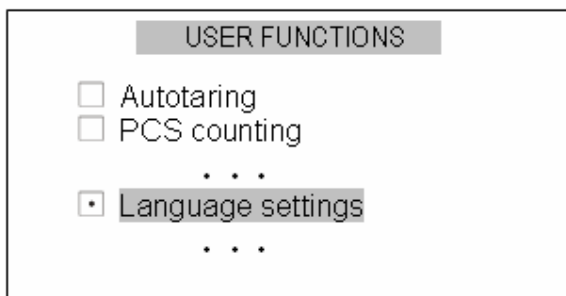 USER FUNCTIONS
Autotaring
PCS counting
. . .
Language settings
. . .